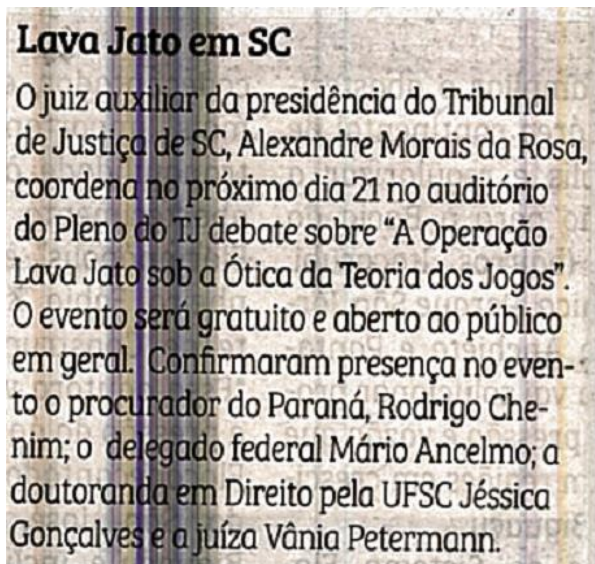 Lava Jato em SC
O juiz auxiliar da presidência do Tribunal
de Justiça de SC, Alexandre Morais da Rosa,
coordena no próximo dia 21 no auditório
do Pleno do TJ debate sobre “A Operação
Lava Jato sob a Ótica da Teoria dos Jogos”.
O evento será gratuito e aberto ao público
em geral. Confirmaram presença no even-
to o procurador do Paraná, Rodrigo Che-
nim; o delegado federal Mário Ancelmo; a
doutoranda em Direito pela UFSC Jéssica
Gonçalves e a juíza Vânia Petermann.